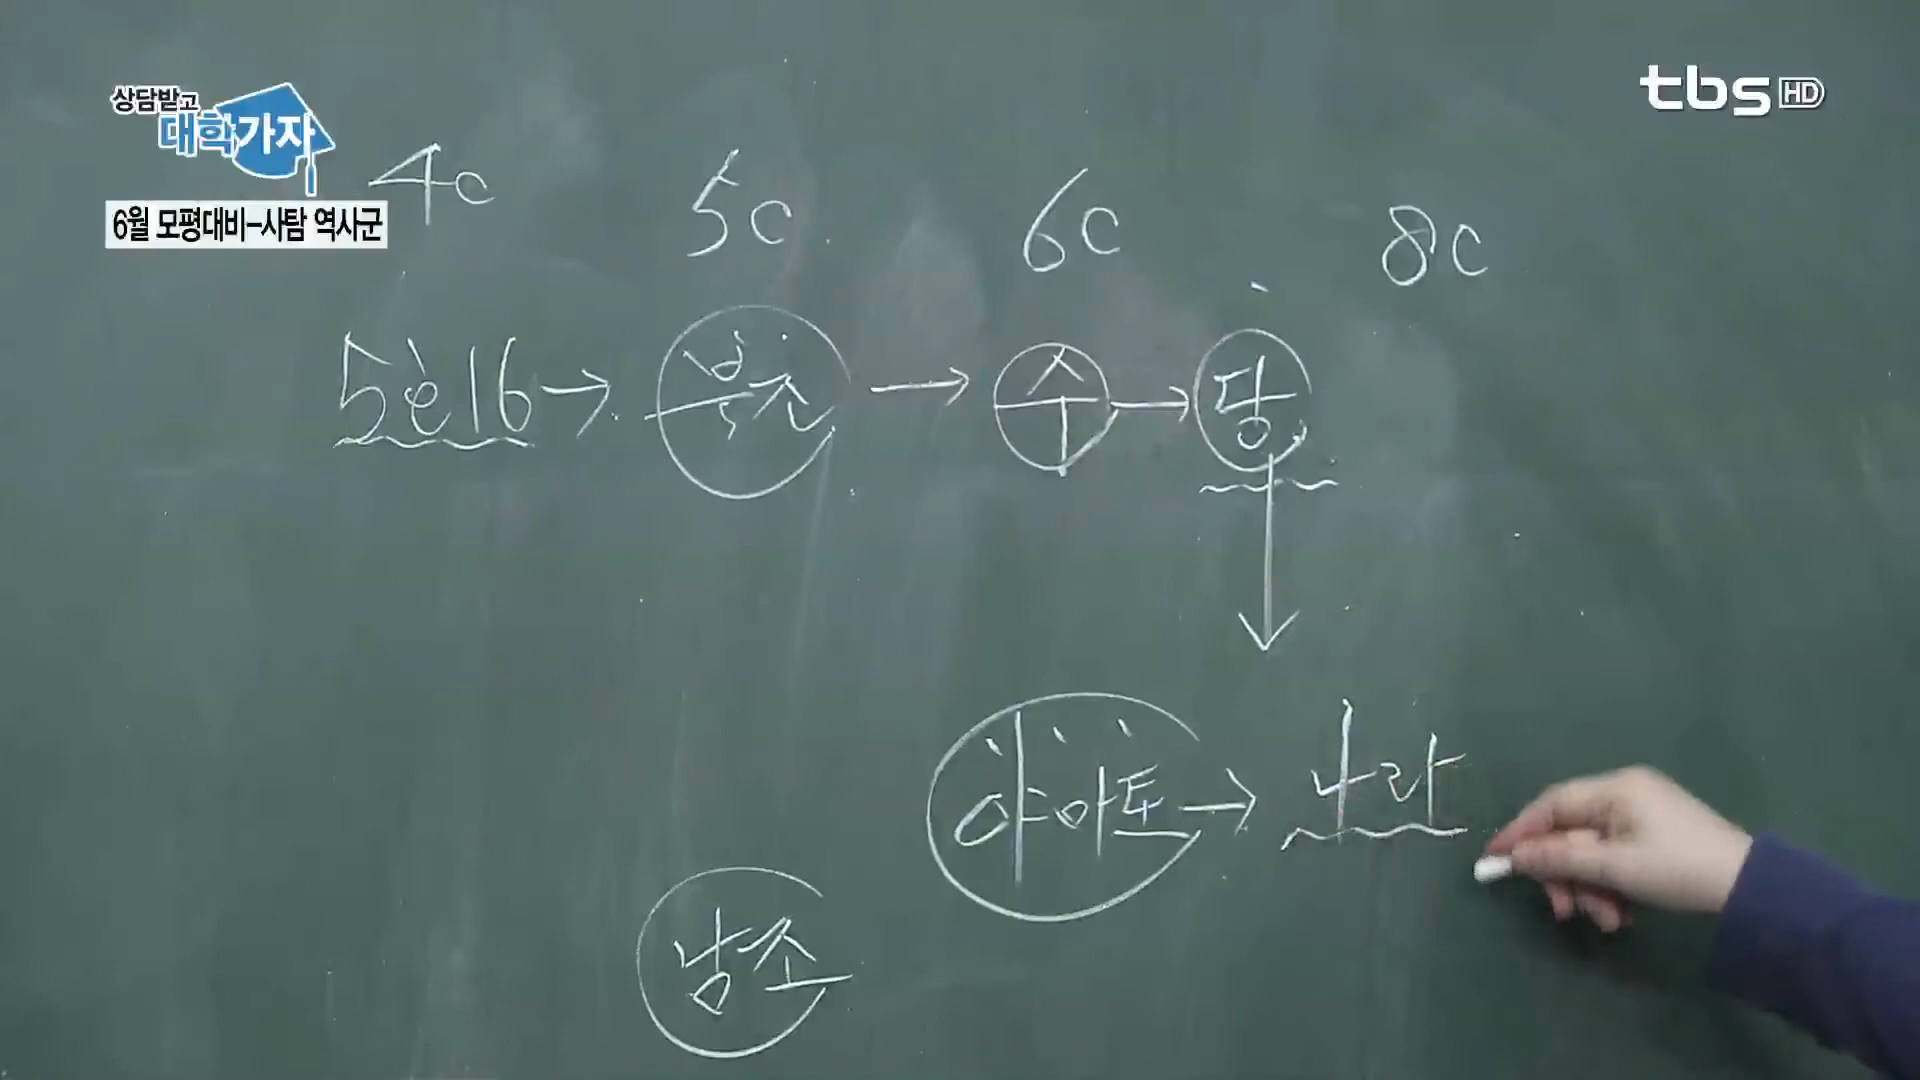 상담받고
대학가자
tbs HD
6월 모평대비-사탐 역사군
4c 5c 6c 8c
5호16 → 북조 → 수 → 당
야마토 → 나라
남조